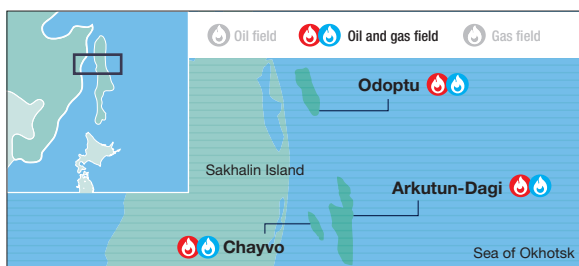 Oil field
Oil and gas field
Gas field
Odoptu
Sakhalin Island
Arkutun-Dagi
Chayvo
Sea of Okhotsk